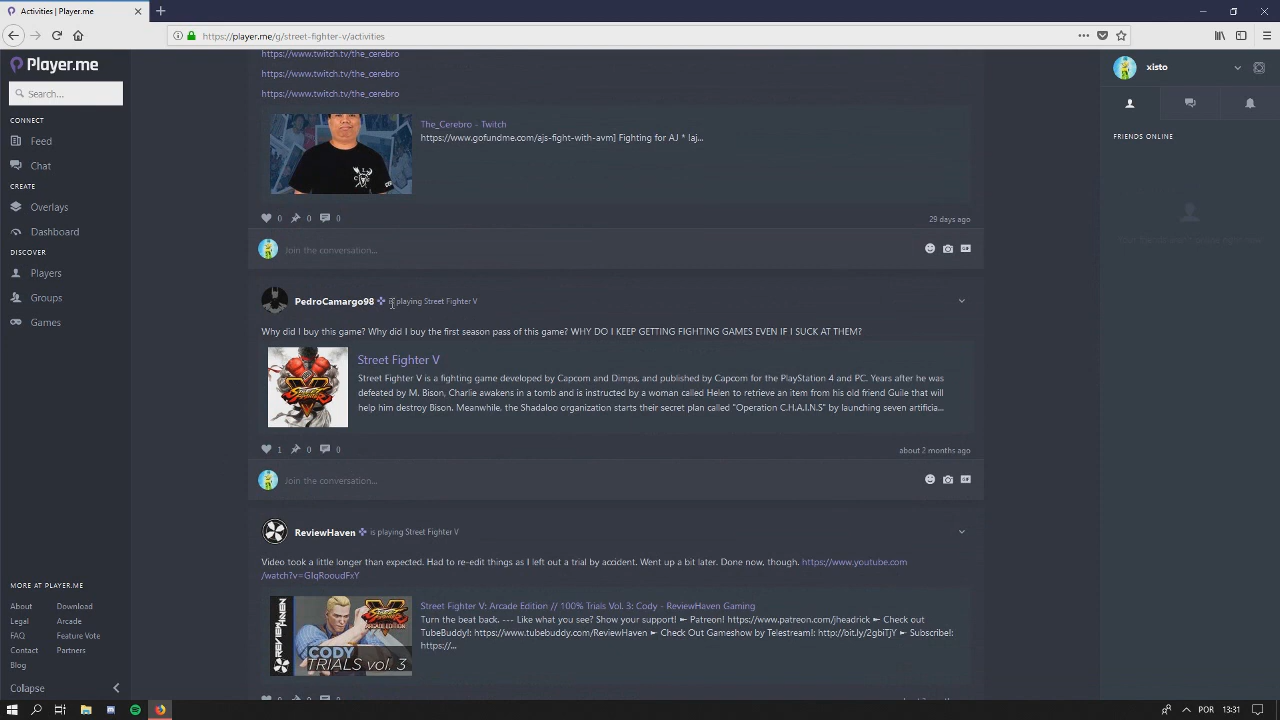 Activities | Player.me
https://player.me/g/street-fighter-v/activities
Player.me
Search...
CONNECT
Feed
Chat
CREATE
Overlays
Dashboard
DISCOVER
Players
Groups
Games
MORE AT PLAYER.ME
About Download
Legal Arcade
FAQ Feature Vote
Contact Partners
Blog
Collapse
https://www.twitch.tv/the_cerebro
https://www.twitch.tv/the_cerebro
https://www.twitch.tv/the_cerebro
The_Cerebro - Twitch
https://www.gofundme.com/ajs-fight-with-avm] Fighting for AJ * [aj...
0 0 0
29 days ago
Join the conversation...
PedroCamargo98 is playing Street Fighter V
Why did I buy this game? Why did I buy the first season pass of this game? WHY DO I KEEP GETTING FIGHTING GAMES EVEN IF I SUCK AT THEM?
Street Fighter V
Street Fighter V is a fighting game developed by Capcom and Dimps, and published by Capcom for the PlayStation 4 and PC. Years after he was
defeated by M. Bison, Charlie awakens in a tomb and is instructed by a woman called Helen to retrieve an item from his old friend Guile that will
help him destroy Bison. Meanwhile, the Shadaloo organization starts their secret plan called "Operation C.H.A.I.N.S" by launching seven artificia...
1 0 0
about 2 months ago
Join the conversation...
ReviewHaven is playing Street Fighter V
Video took a little longer than expected. Had to re-edit things as I left out a trial by accident. Went up a bit later. Done now, though. https://www.youtube.com
/watch?v=GIqRooudFxY
REVIEW HAVEN
ARCADE EDITION
CODY
TRIALS vol. 3
Street Fighter V: Arcade Edition // 100% Trials Vol. 3: Cody - ReviewHaven Gaming
Turn the beat back. --- Like what you see? Show your support! ► Patreon! https://www.patreon.com/jheadrick ► Check out
TubeBuddy!: https://www.tubebuddy.com/ReviewHaven ► Check Out Gameshow by Telestream!: http://bit.ly/2gbiTJY ► Subscribe!:
https://...
xisto
FRIENDS ONLINE
POR 13:31